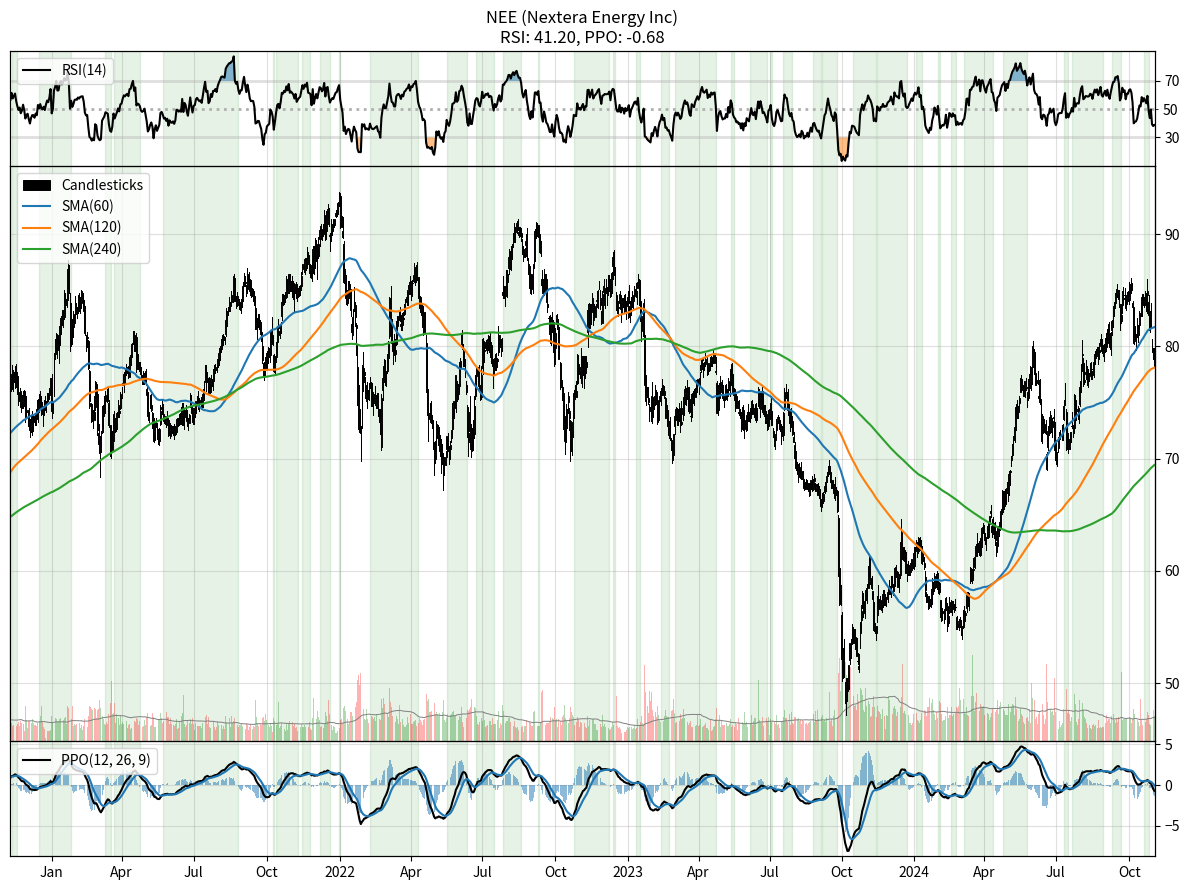 NEE (Nextera Energy Inc)
RSI: 41.20, PPO: -0.68
RSI(14)
70
50
30
Candlesticks
SMA(60)
SMA(120)
SMA(240)
90
80
70
60
50
PPO(12, 26, 9)
5
0
−5
Jan Apr Jul Oct 2022 Apr Jul Oct 2023 Apr Jul Oct 2024 Apr Jul Oct